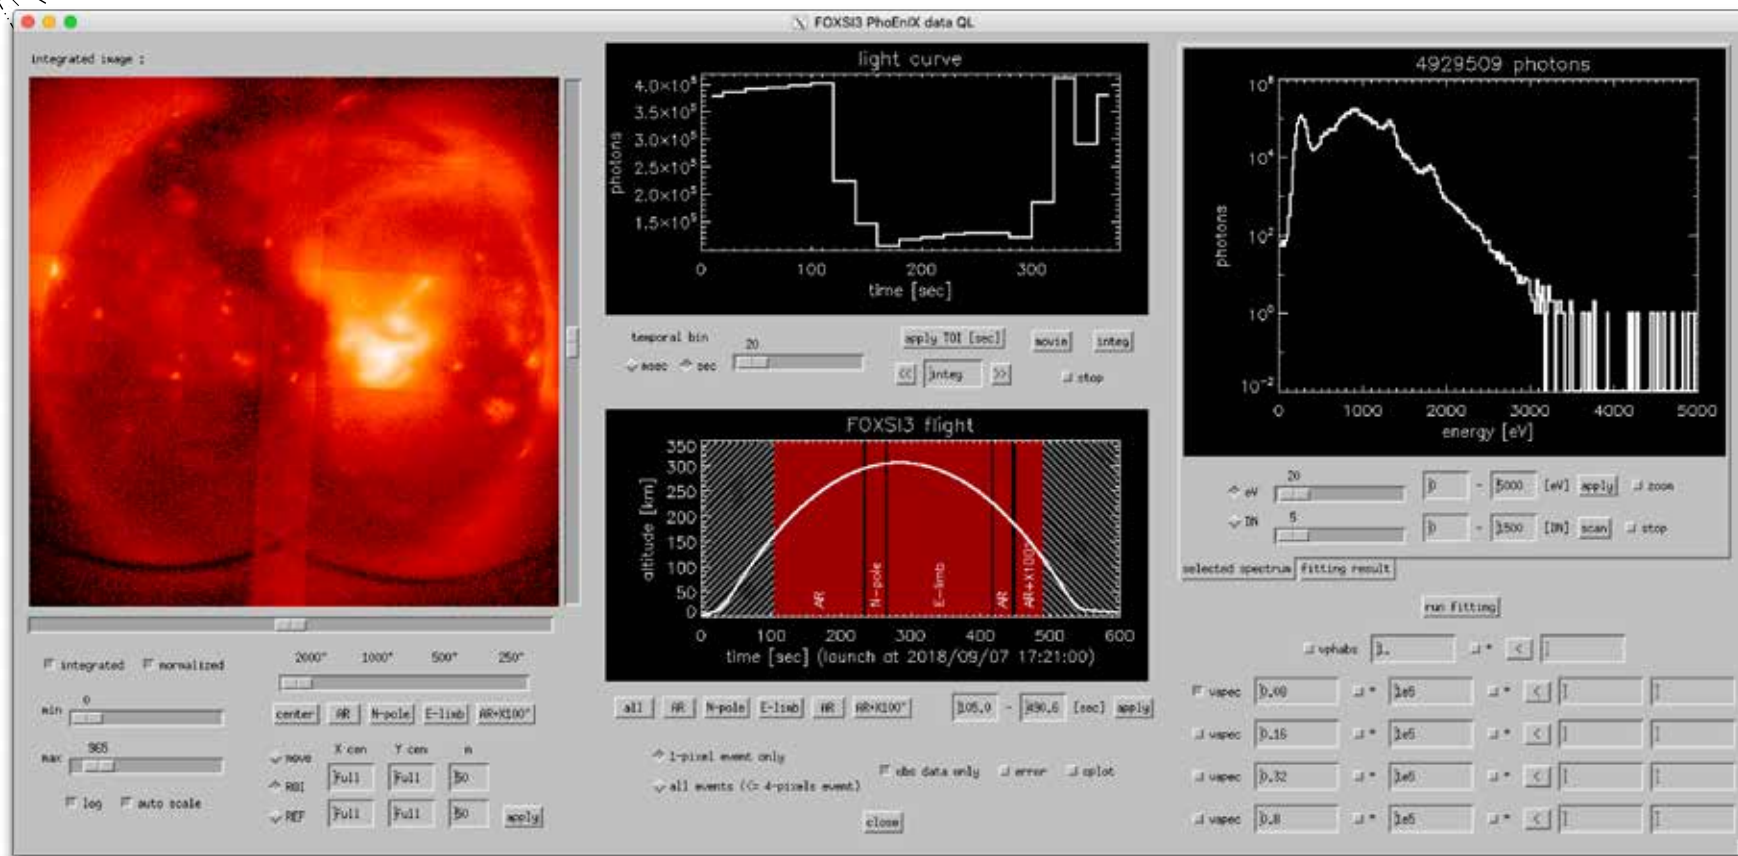 FOXSI3 PhoEnIX data QL
integrated image :
light curve
photons
4.0×10⁵
3.5×10⁵
3.0×10⁵
2.5×10⁵
2.0×10⁵
1.5×10⁵
0 100 200 300
time [sec]
temporal bin
20
msec sec
apply TOI [sec] movie integ
<< integ >> stop
FOXSI3 flight
altitude [km]
350
300
250
200
150
100
50
0
AR N-pole E-limb AR AR+X100"
0 100 200 300 400 500 600
time [sec] (launch at 2018/09/07 17:21:00)
all AR N-pole E-limb AR AR+X100" 105.0 - 490.6 [sec] apply
1-pixel event only
all events (<= 4-pixels event)
obs data only error oplot
close
integrated normalized
min 0
max 965
log auto scale
2000" 1000" 500" 250"
center AR N-pole E-limb AR+X100"
X cen Y cen m
move
ROI Full Full 50
REF Full Full 50 apply
4929509 photons
photons
10⁶
10⁴
10²
10⁰
10⁻²
0 1000 2000 3000 4000 5000
energy [eV]
eV 20 0 - 5000 [eV] apply zoom
DN 5 0 - 1500 [DN] scan stop
selected spectrum fitting result
run fitting
wphabs 1. * <
vapec 0.08 * 1e5 * <
vapec 0.16 * 1e5 * <
vapec 0.32 * 1e5 * <
vapec 0.8 * 1e5 * <